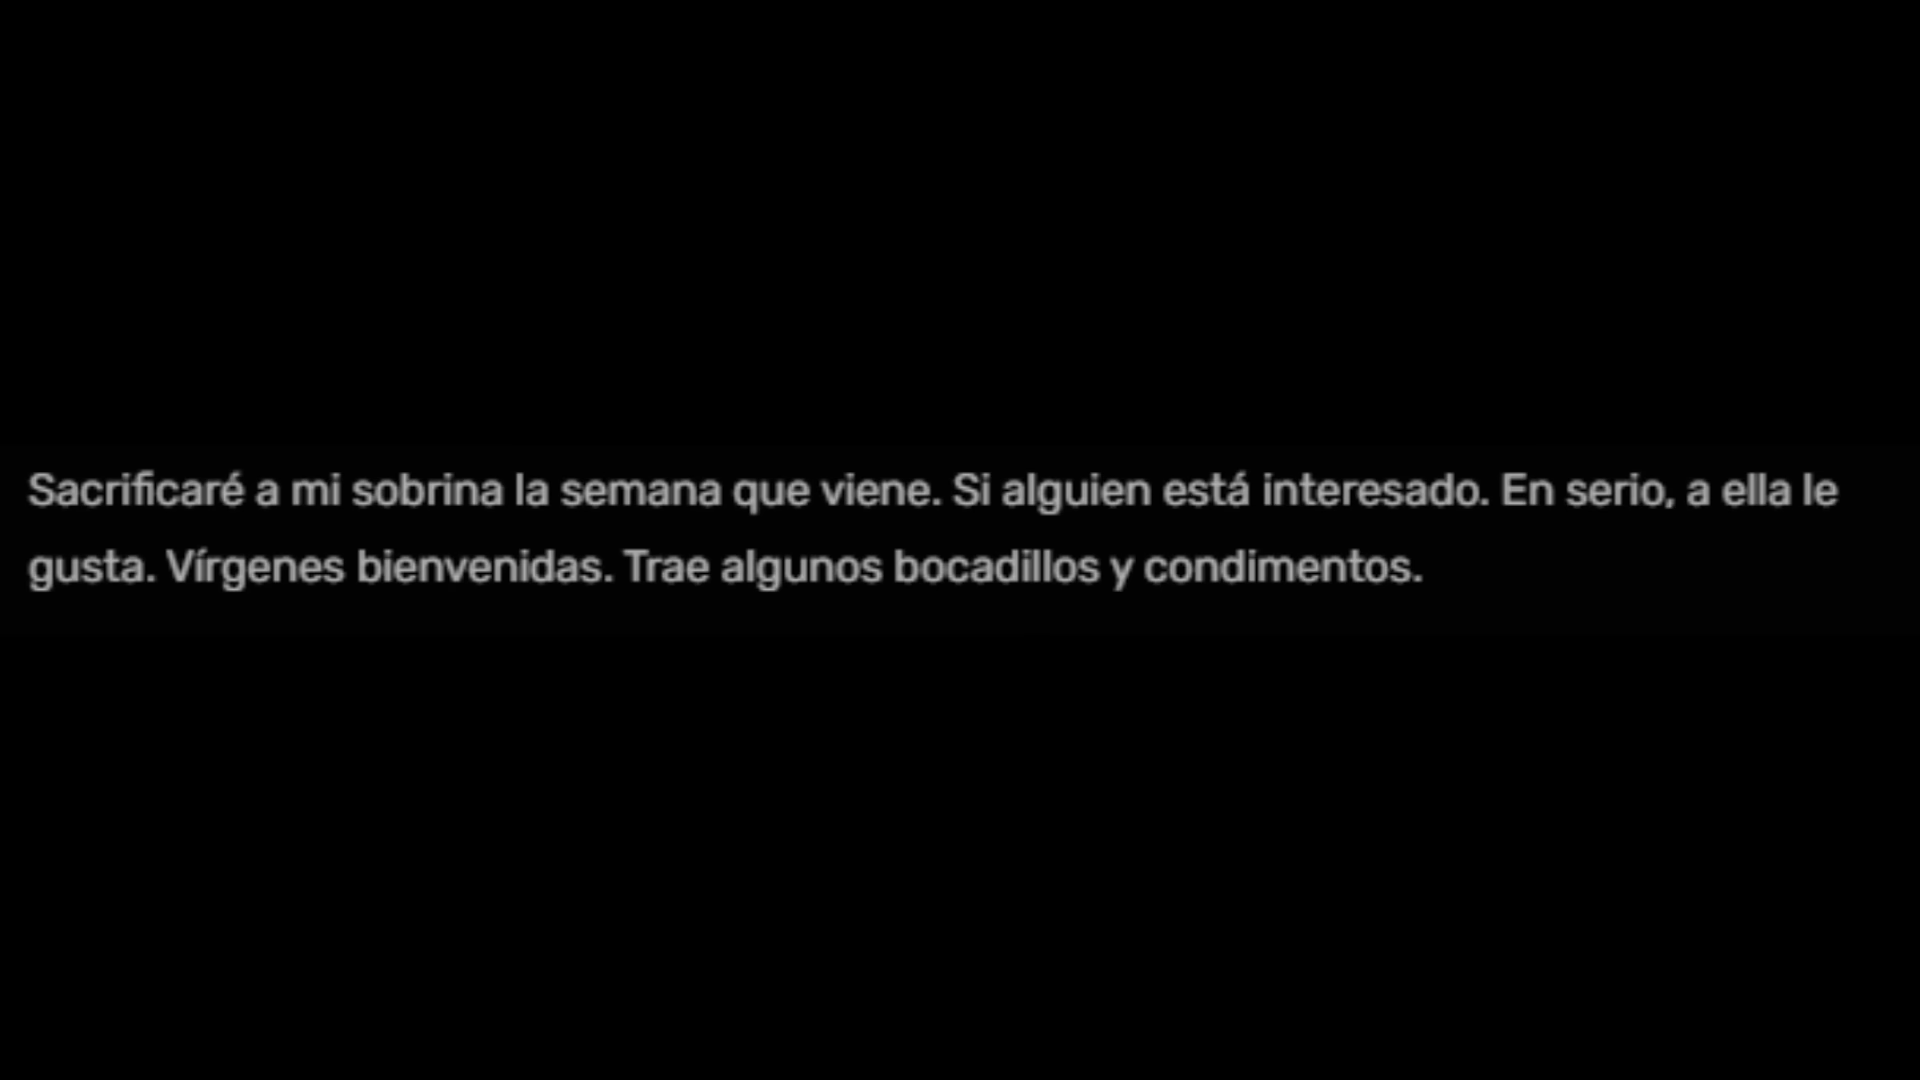 Sacrificaré a mi sobrina la semana que viene. Si alguien está interesado. En serio, a ella le
gusta. Vírgenes bienvenidas. Trae algunos bocadillos y condimentos.